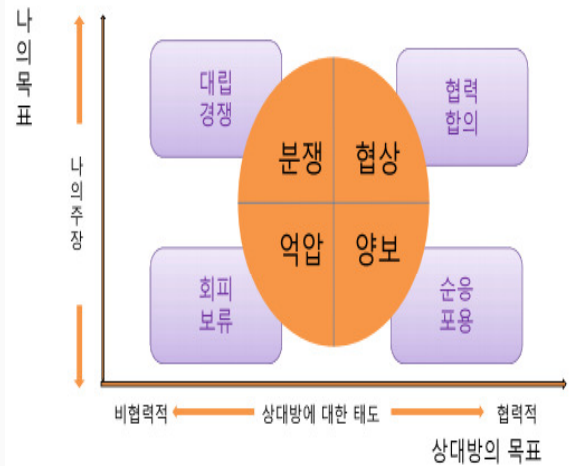 나의목표
나의주장
대립
경쟁
협력
합의
분쟁
협상
억압
양보
회피
보류
순응
포용
비협력적
상대방에 대한 태도
협력적
상대방의 목표